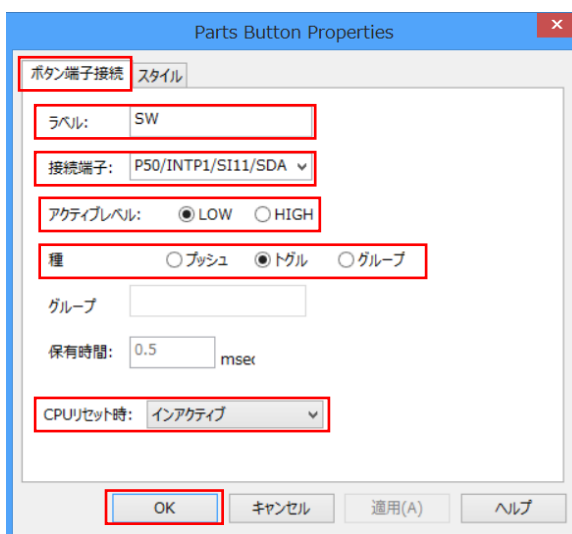 Parts Button Properties
ボタン端子接続 スタイル
ラベル: SW
接続端子: P50/INTP1/SI11/SDA
アクティブレベル: LOW HIGH
種 プッシュ トグル グループ
グループ
保有時間: 0.5 msec
CPUリセット時: インアクティブ
OK キャンセル 適用(A) ヘルプ